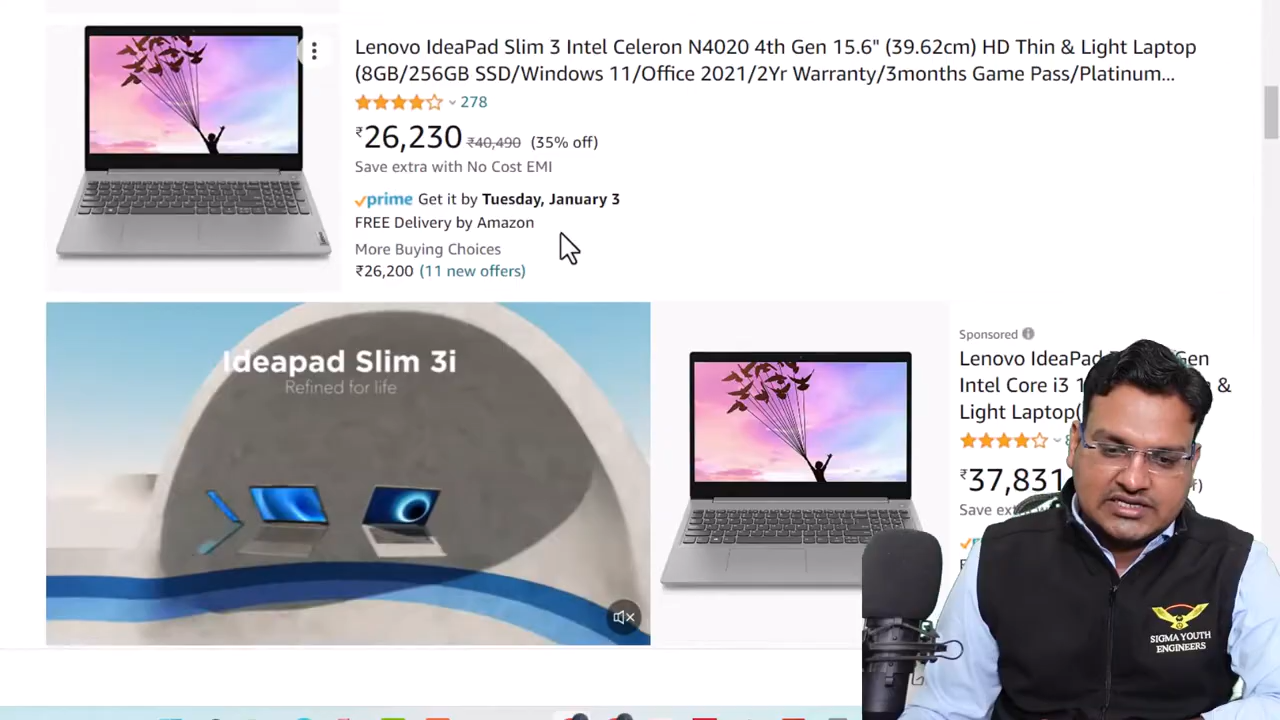 Lenovo IdeaPad Slim 3 Intel Celeron N4020 4th Gen 15.6" (39.62cm) HD Thin & Light Laptop
(8GB/256GB SSD/Windows 11/Office 2021/2Yr Warranty/3months Game Pass/Platinum...
278
₹26,230 ₹40,490 (35% off)
Save extra with No Cost EMI
prime Get it by Tuesday, January 3
FREE Delivery by Amazon
More Buying Choices
₹26,200 (11 new offers)
Ideapad Slim 3i
Refined for life
Sponsored
Lenovo IdeaPad Gen
Intel Core i3 &
Light Laptop(
₹37,831
Save
SIGMA YOUTH
ENGINEERS